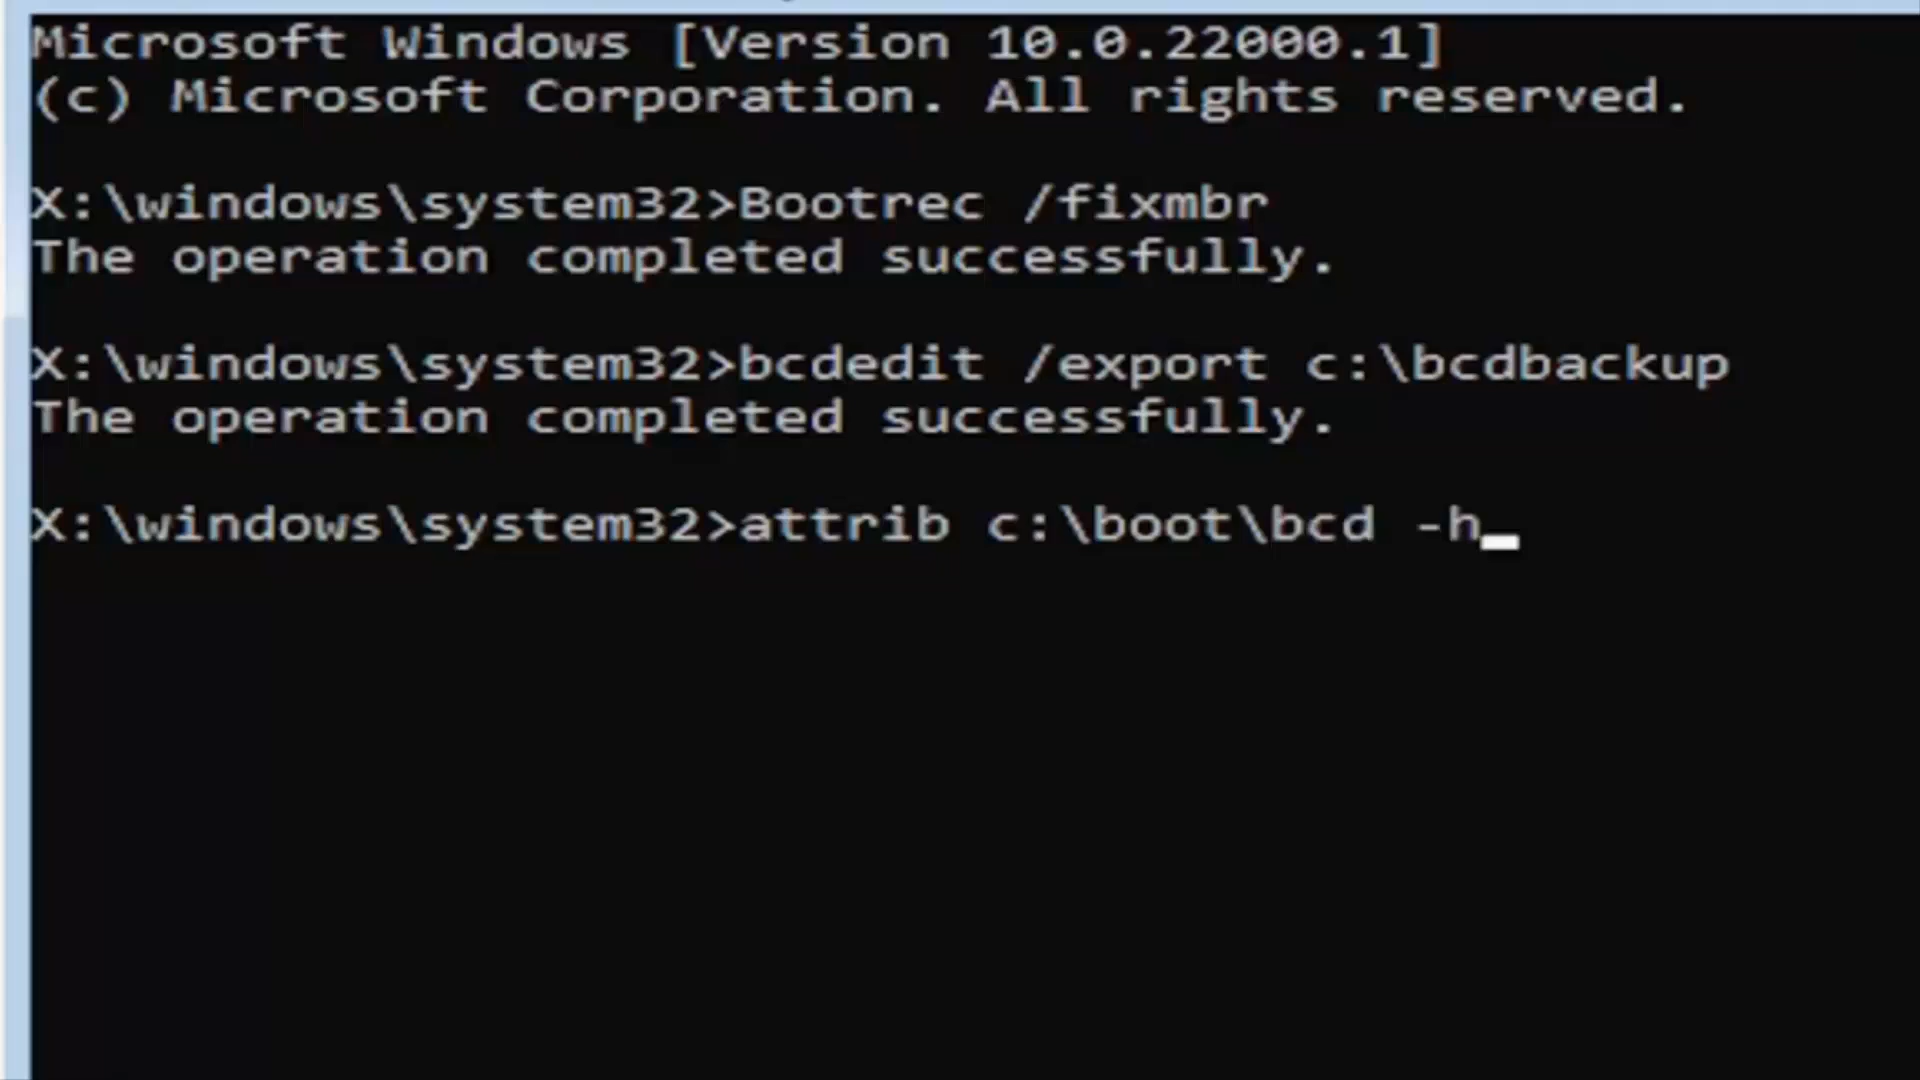 Microsoft Windows [Version 10.0.22000.1]
(c) Microsoft Corporation. All rights reserved.
X:\windows\system32>Bootrec /fixmbr
The operation completed successfully.
X:\windows\system32>bcdedit /export c:\bcdbackup
The operation completed successfully.
X:\windows\system32>attrib c:\boot\bcd -h